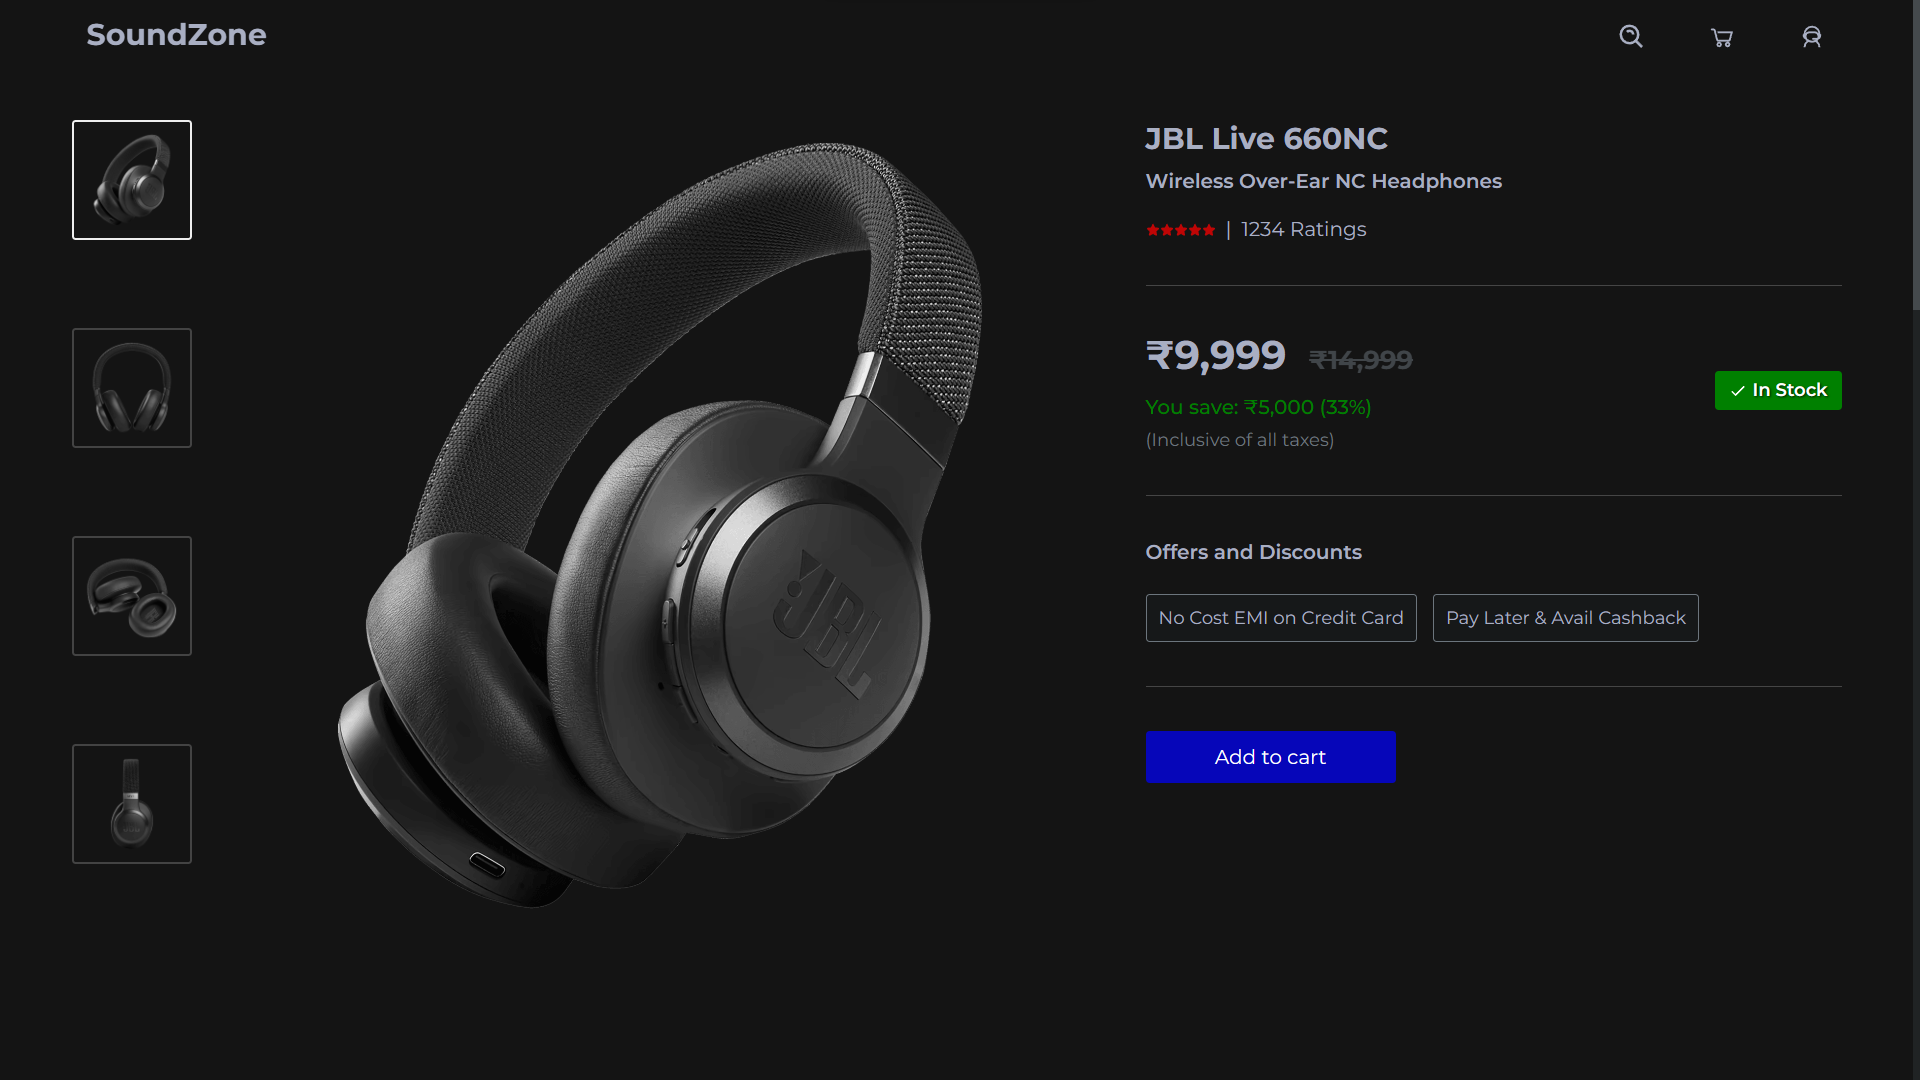 SoundZone
JBL Live 660NC
Wireless Over-Ear NC Headphones
| 1234 Ratings
₹9,999 ₹14,999
You save: ₹5,000 (33%)
(Inclusive of all taxes)
✓ In Stock
Offers and Discounts
No Cost EMI on Credit Card
Pay Later & Avail Cashback
Add to cart
JBL